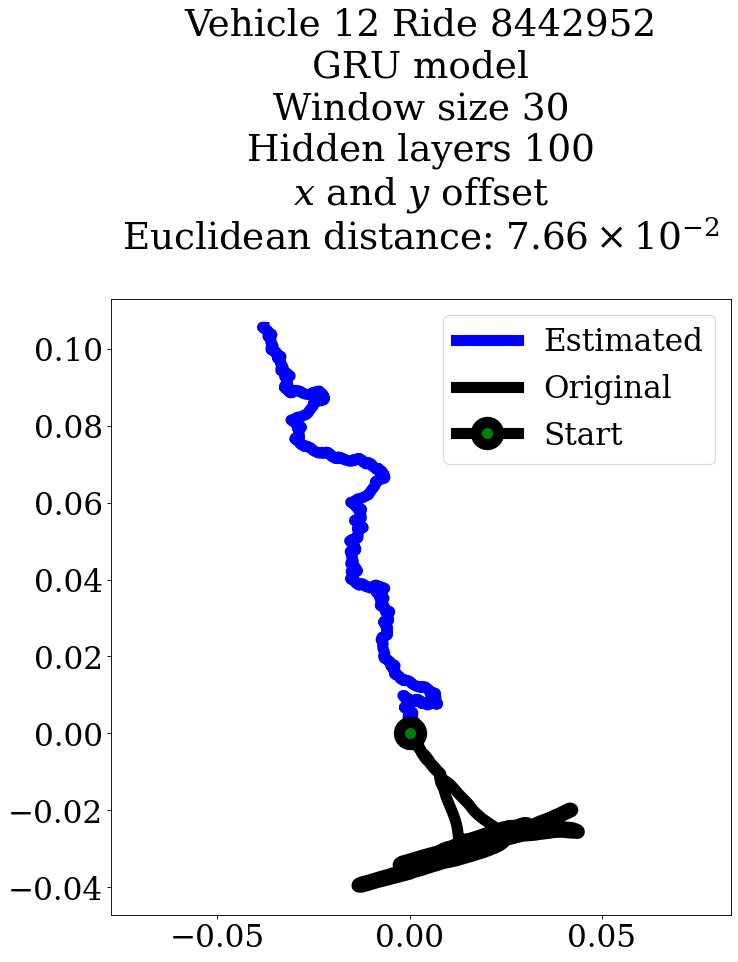 Vehicle 12 Ride 8442952
GRU model
Window size 30
Hidden layers 100
x and y offset
Euclidean distance: 7.66 × 10⁻²
Estimated
Original
Start
0.10
0.08
0.06
0.04
0.02
0.00
−0.02
−0.04
−0.05 0.00 0.05